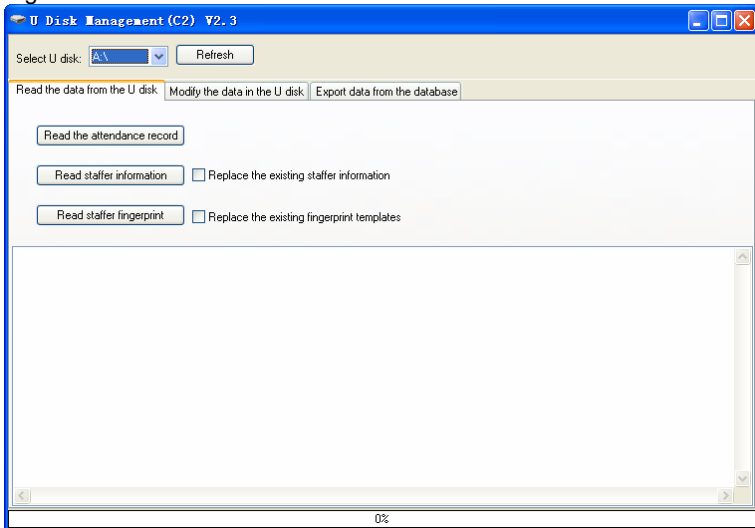 U Disk Management(C2) V2.3
Select U disk: A:\ Refresh
Read the data from the U disk Modify the data in the U disk Export data from the database
Read the attendance record
Read staffer information Replace the existing staffer information
Read staffer fingerprint Replace the existing fingerprint templates
0%